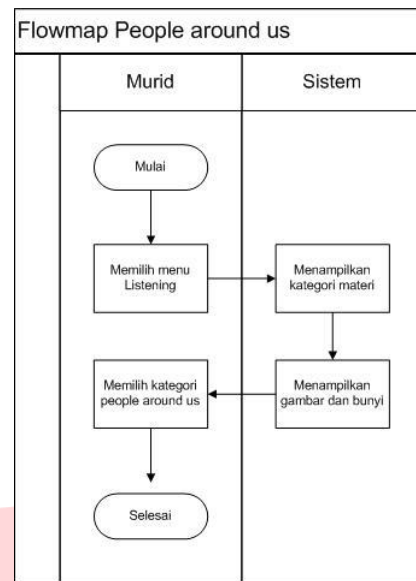 Flowmap People around us
Murid
Sistem
Mulai
Memilih menu
Listening
Menampilkan
kategori materi
Menampilkan
gambar dan bunyi
Memilih kategori
people around us
Selesai